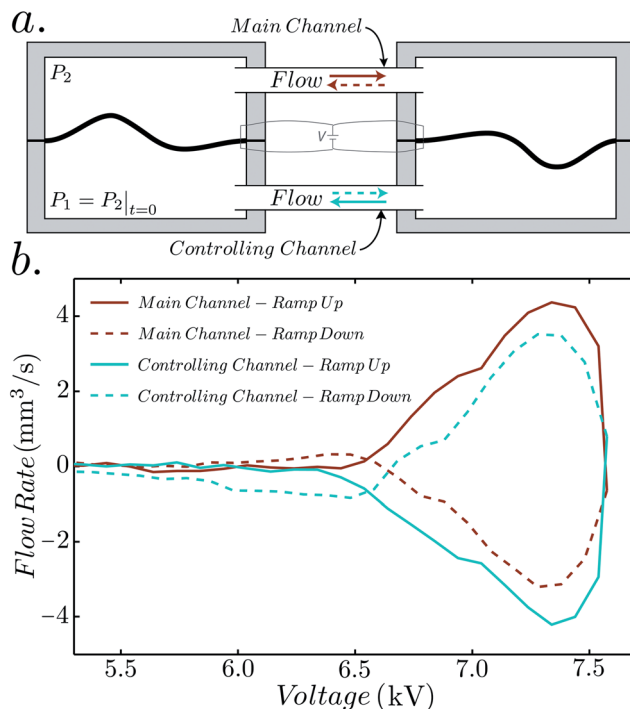 a.
Main Channel
P₂
Flow
V
P₁ = P₂|ₜ₌₀
Flow
Controlling Channel
b.
Main Channel – Ramp Up
Main Channel – Ramp Down
Controlling Channel – Ramp Up
Controlling Channel – Ramp Down
4
2
0
−2
−4
Flow Rate (mm³/s)
5.5 6.0 6.5 7.0 7.5
Voltage (kV)